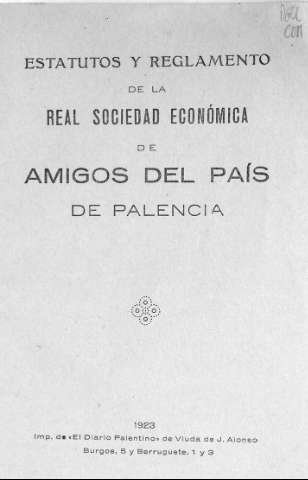 ESTATUTOS Y REGLAMENTO
DE LA
REAL SOCIEDAD ECONÓMICA
DE
AMIGOS DEL PAÍS
DE PALENCIA
1923
Imp. de «El Diario Palentino» de Viuda de J. Alonso
Burgos, 5 y Berruguete, 1 y 3